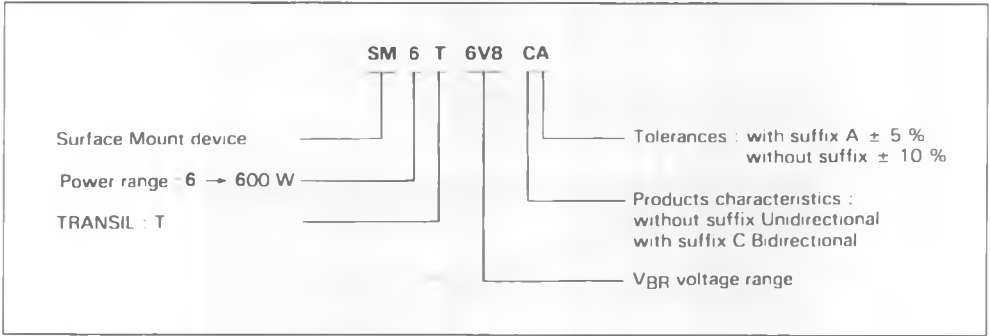 SM 6 T 6V8 CA
Surface Mount device
Power range 6 → 600 W
TRANSIL : T
Tolerances : with suffix A ± 5 %
without suffix ± 10 %
Products characteristics :
without suffix Unidirectional
with suffix C Bidirectional
VBR voltage range